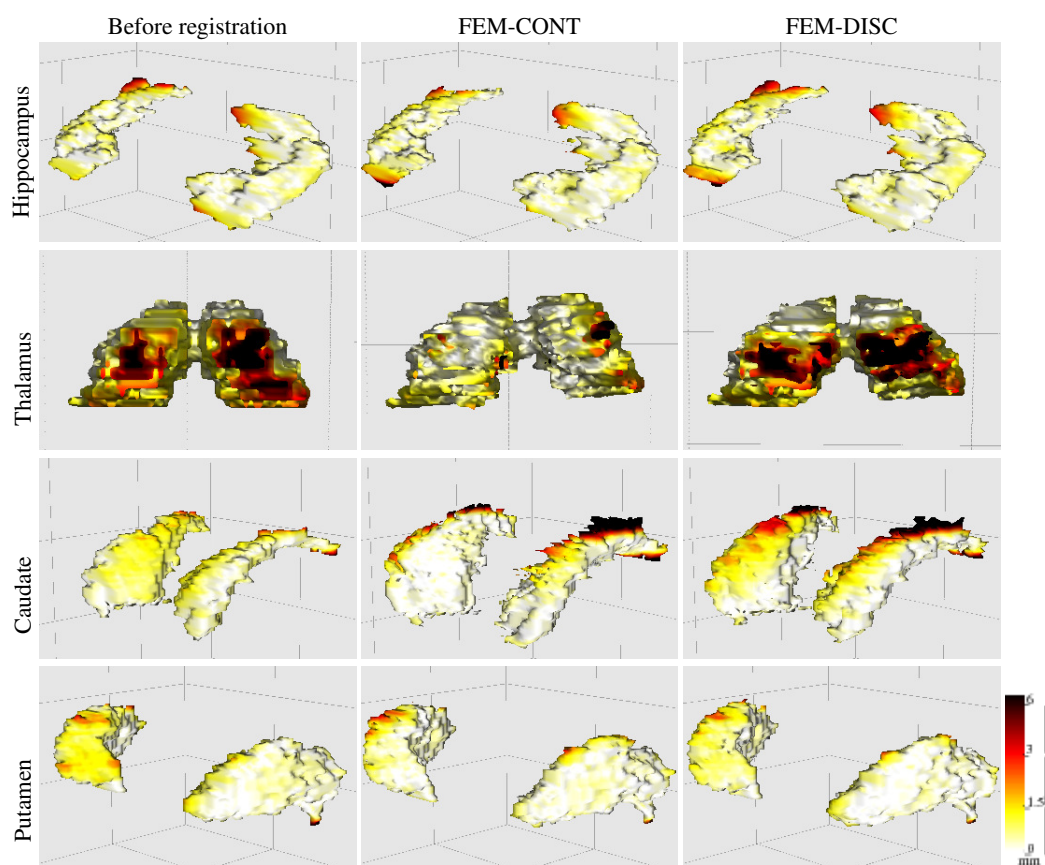 Before registration FEM-CONT FEM-DISC
Hippocampus
Thalamus
Caudate
Putamen
6
3
1.5
0
mm